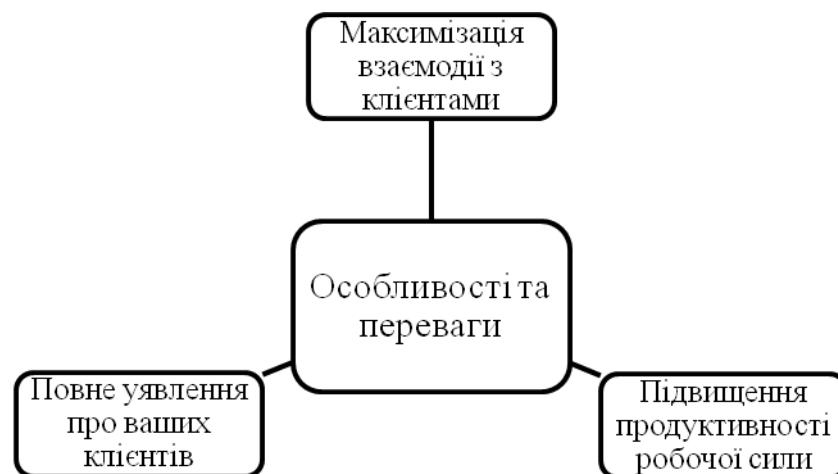 Максимізація
взаємодії з
клієнтами
Особливості та
переваги
Повне уявлення
про ваших
клієнтів
Підвищення
продуктивності
робочої сили